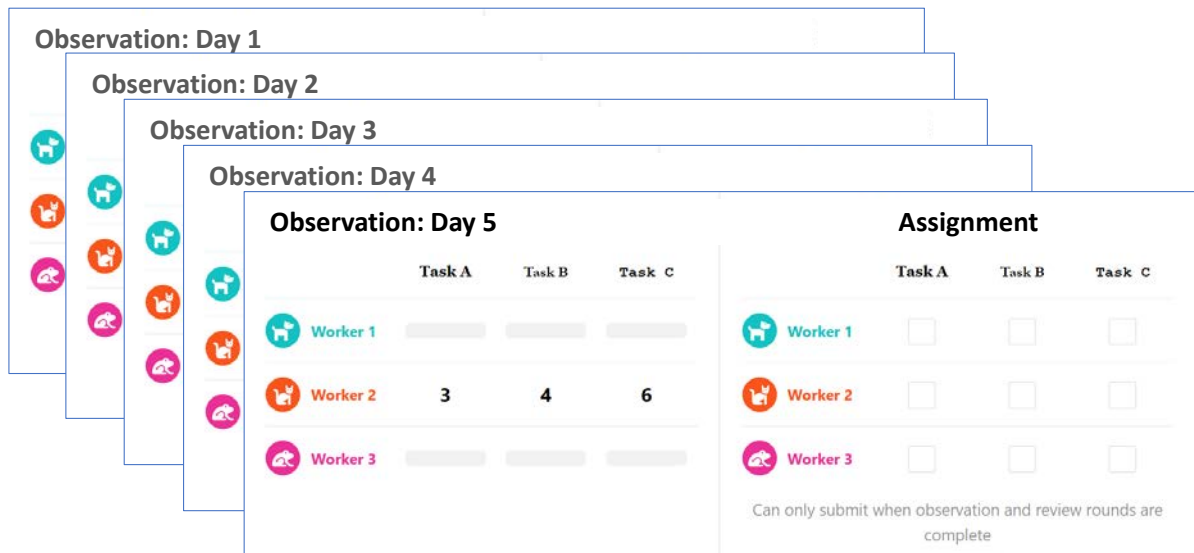 Observation: Day 1
Observation: Day 2
Observation: Day 3
Observation: Day 4
Observation: Day 5 Assignment
Task A Task B Task C Task A Task B Task C
Worker 1 Worker 1
Worker 2 3 4 6 Worker 2
Worker 3 Worker 3
Can only submit when observation and review rounds are
complete